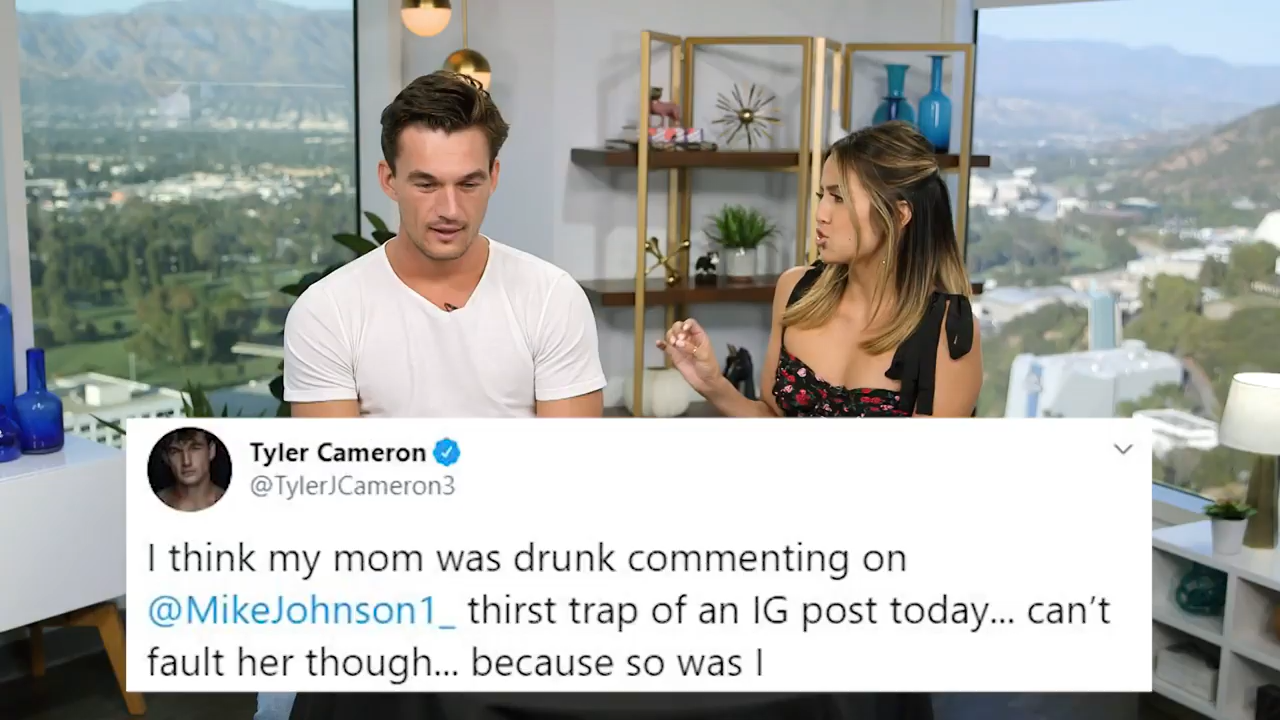 Tyler Cameron
@TylerJCameron3
I think my mom was drunk commenting on
@MikeJohnson1_ thirst trap of an IG post today... can’t
fault her though... because so was I